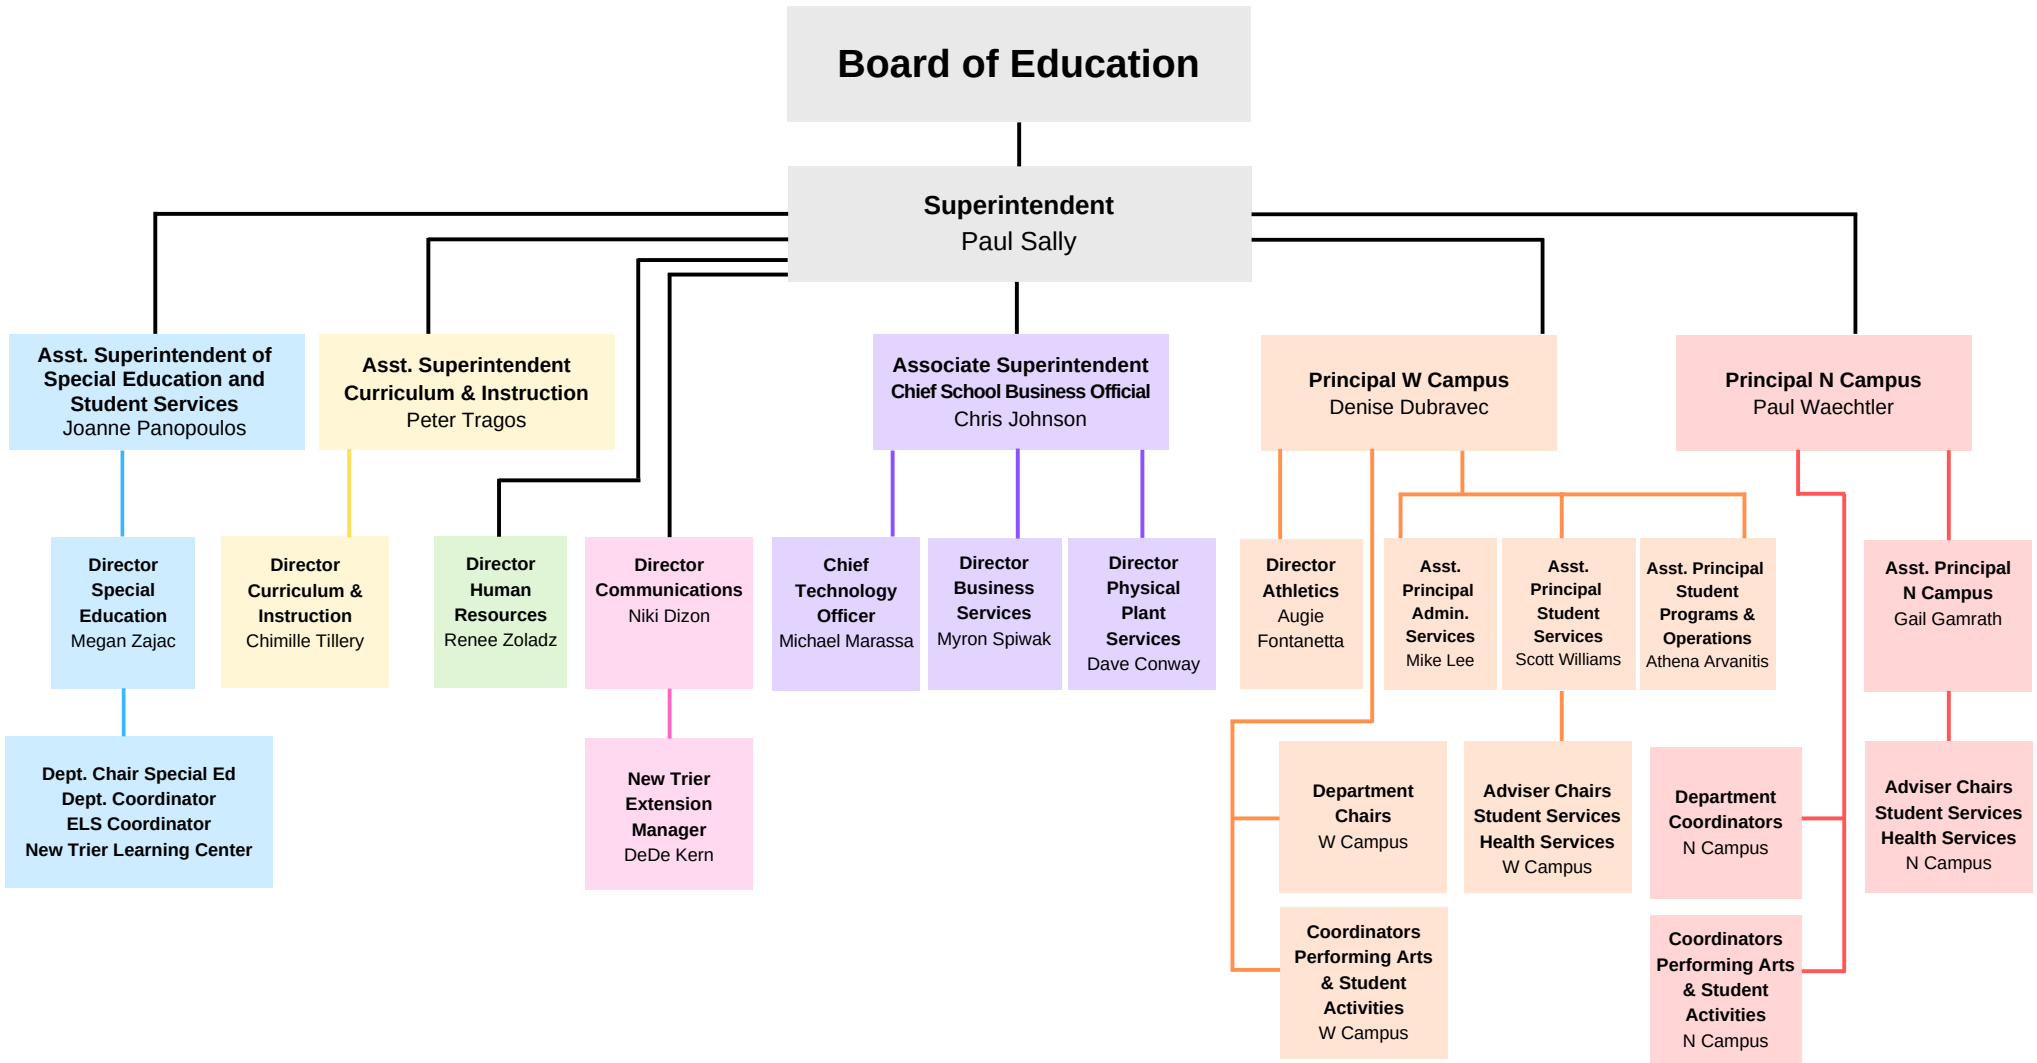 Board of Education
Superintendent
Paul Sally
Asst. Superintendent of
Special Education and
Student Services
Joanne Panopoulos
Asst. Superintendent
Curriculum & Instruction
Peter Tragos
Associate Superintendent
Chief School Business Official
Chris Johnson
Principal W Campus
Denise Dubravec
Principal N Campus
Paul Waechtler
Director
Special
Education
Megan Zajac
Director
Curriculum &
Instruction
Chimille Tillery
Director
Human
Resources
Renee Zoladz
Director
Communications
Niki Dizon
Chief
Technology
Officer
Michael Marassa
Director
Business
Services
Myron Spiwak
Director
Physical
Plant
Services
Dave Conway
Director
Athletics
Augie
Fontanetta
Asst.
Principal
Admin.
Services
Mike Lee
Asst.
Principal
Student
Services
Scott Williams
Asst. Principal
Student
Programs &
Operations
Athena Arvanitis
Asst. Principal
N Campus
Gail Gamrath
Dept. Chair Special Ed
Dept. Coordinator
ELS Coordinator
New Trier Learning Center
New Trier
Extension
Manager
DeDe Kern
Department
Chairs
W Campus
Adviser Chairs
Student Services
Health Services
W Campus
Department
Coordinators
N Campus
Adviser Chairs
Student Services
Health Services
N Campus
Coordinators
Performing Arts
& Student
Activities
W Campus
Coordinators
Performing Arts
& Student
Activities
N Campus